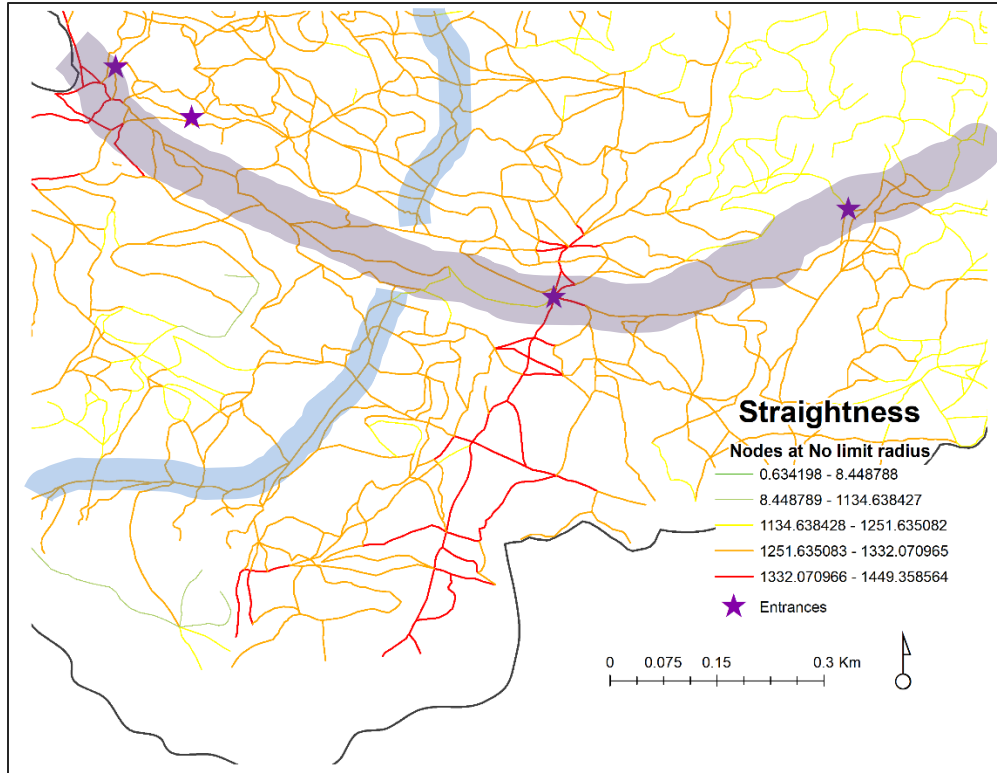 Straightness
Nodes at No limit radius
0.634198 - 8.448788
8.448789 - 1134.638427
1134.638428 - 1251.635082
1251.635083 - 1332.070965
1332.070966 - 1449.358564
Entrances
0 0.075 0.15 0.3 Km